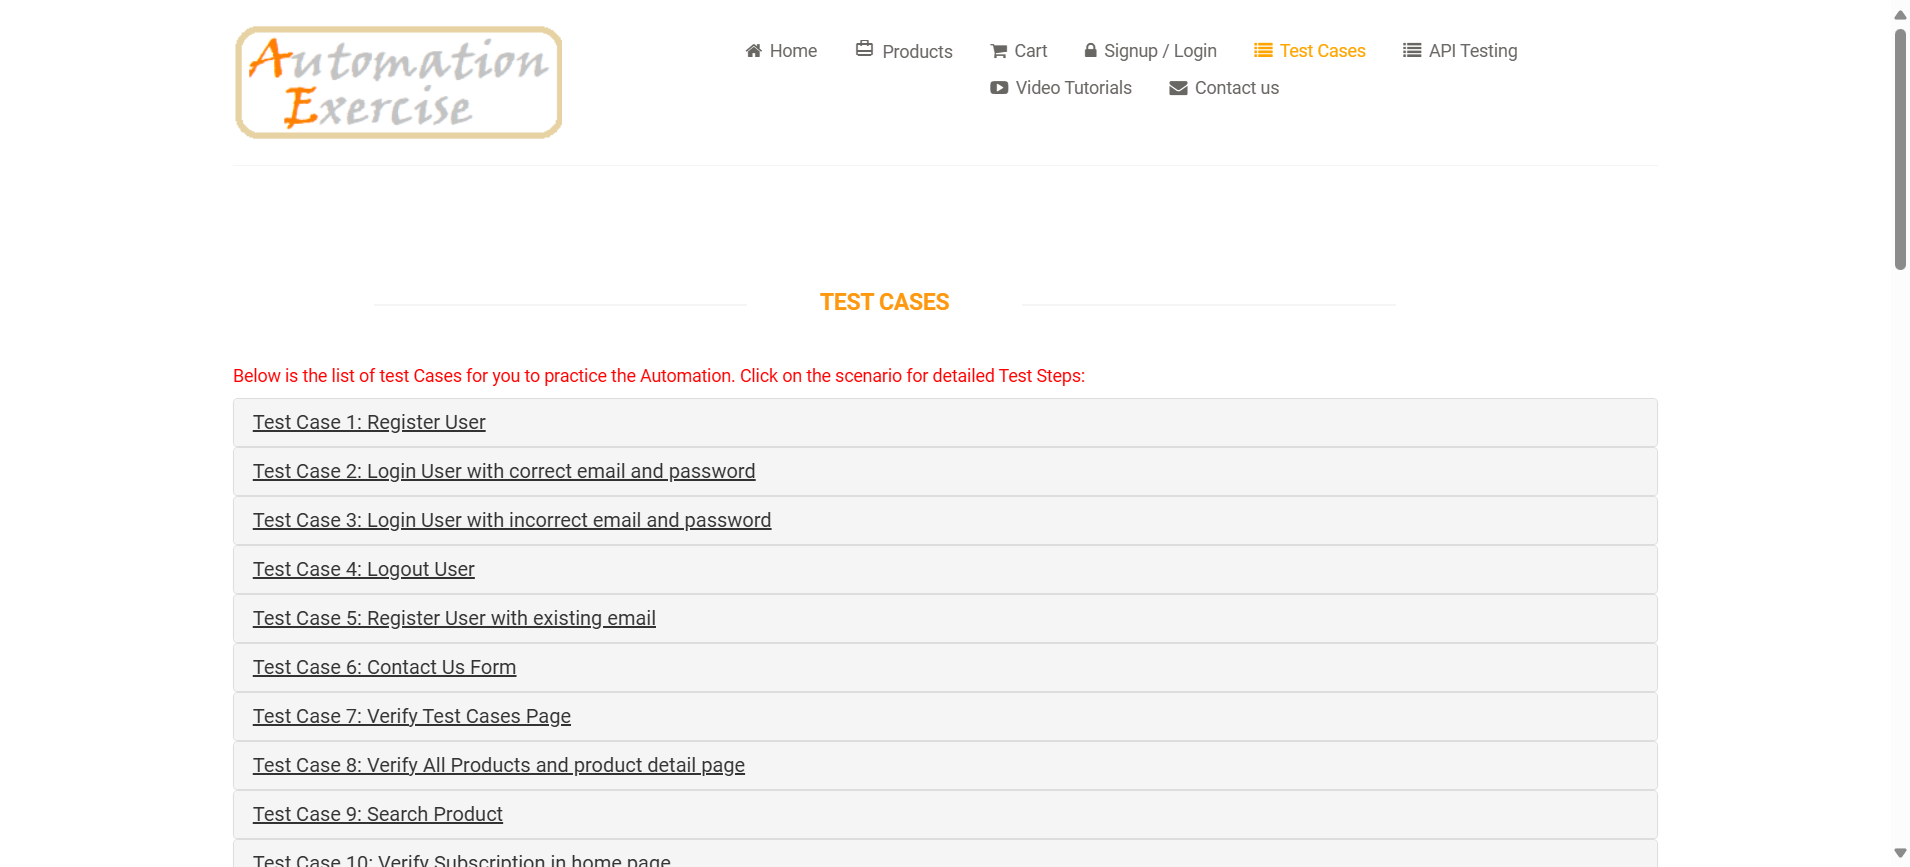 Automation
Exercise
Home
Products
Cart
Signup / Login
Test Cases
API Testing
Video Tutorials
Contact us
TEST CASES
Below is the list of test Cases for you to practice the Automation. Click on the scenario for detailed Test Steps:
Test Case 1: Register User
Test Case 2: Login User with correct email and password
Test Case 3: Login User with incorrect email and password
Test Case 4: Logout User
Test Case 5: Register User with existing email
Test Case 6: Contact Us Form
Test Case 7: Verify Test Cases Page
Test Case 8: Verify All Products and product detail page
Test Case 9: Search Product
Test Case 10: Verify Subscription in home page